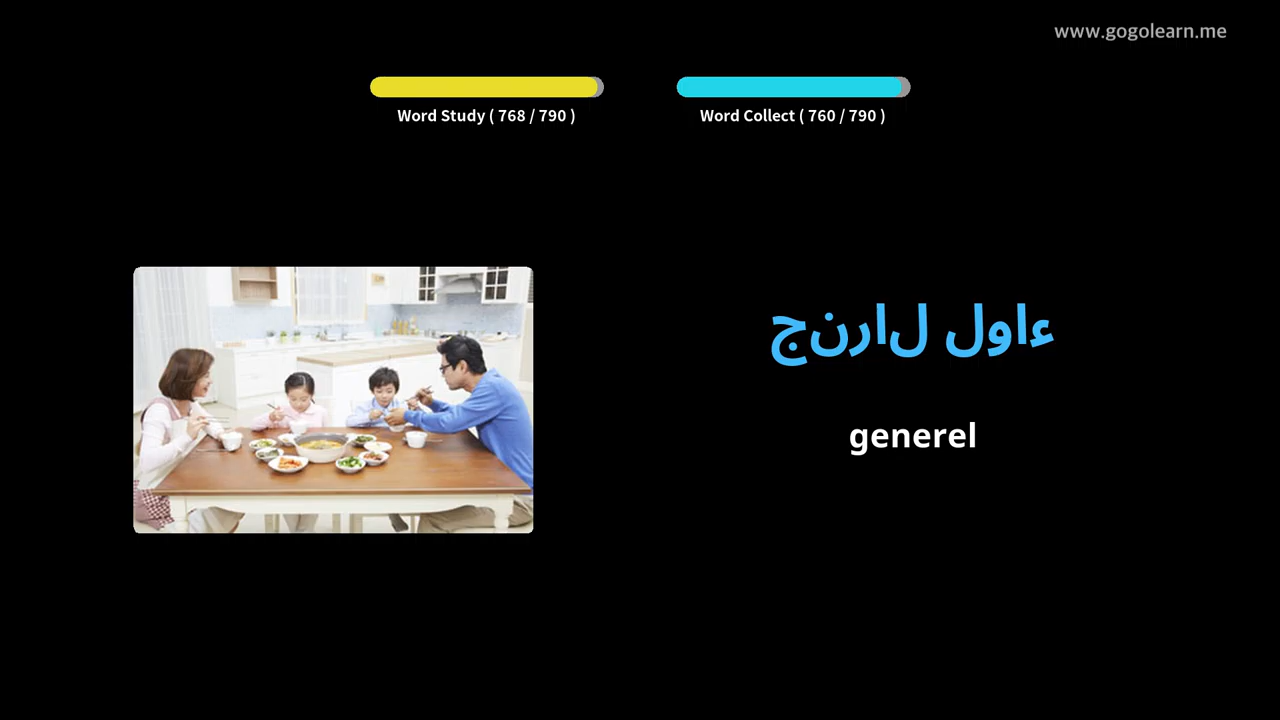 www.gogolearn.me
Word Study ( 768 / 790 )
Word Collect ( 760 / 790 )
ءاول لارنج
generel